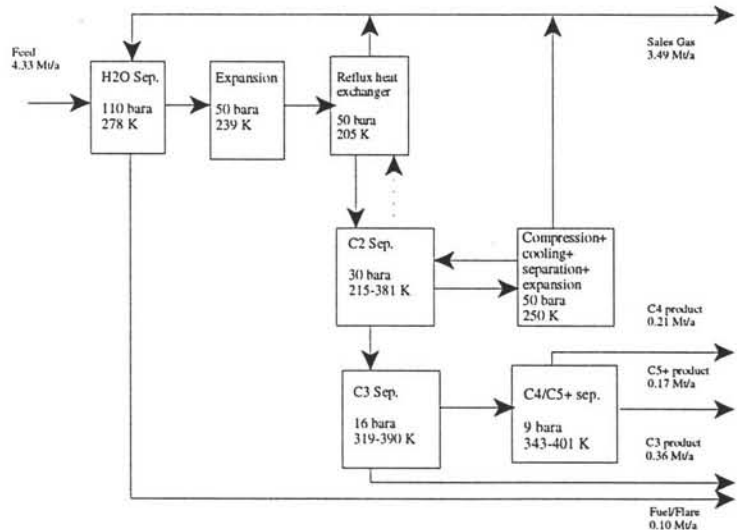 Feed
4.33 Mt/a
Sales Gas
3.49 Mt/a
H2O Sep.
110 bara
278 K
Expansion
50 bara
239 K
Reflux heat
exchanger
50 bara
205 K
C2 Sep.
30 bara
215-381 K
Compression+
cooling+
separation+
expansion
50 bara
250 K
C4 product
0.21 Mt/a
C5+ product
0.17 Mt/a
C3 Sep.
16 bara
319-390 K
C4/C5+ sep.
9 bara
343-401 K
C3 product
0.36 Mt/a
Fuel/Flare
0.10 Mt/a